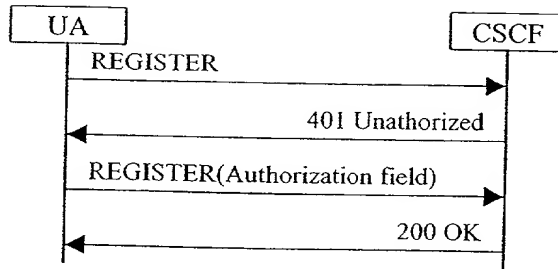 UA
CSCF
REGISTER
401 Unathorized
REGISTER(Authorization field)
200 OK